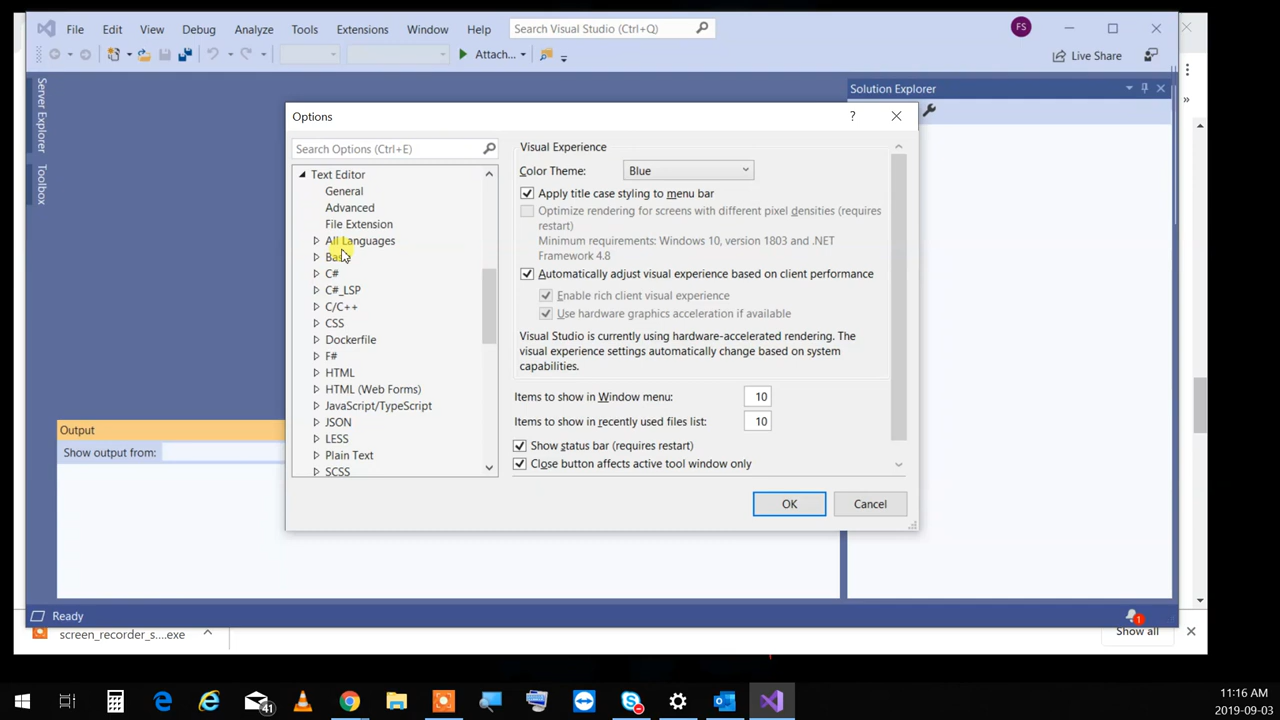 File Edit View Debug Analyze Tools Extensions Window Help Search Visual Studio (Ctrl+Q) FS
Attach... Live Share
Server Explorer
Toolbox
Solution Explorer
Options
Search Options (Ctrl+E)
Text Editor
General
Advanced
File Extension
All Languages
Basic
C#
C#_LSP
C/C++
CSS
Dockerfile
F#
HTML
HTML (Web Forms)
JavaScript/TypeScript
JSON
LESS
Plain Text
SCSS
Visual Experience
Color Theme: Blue
Apply title case styling to menu bar
Optimize rendering for screens with different pixel densities (requires
restart)
Minimum requirements: Windows 10, version 1803 and .NET
Framework 4.8
Automatically adjust visual experience based on client performance
Enable rich client visual experience
Use hardware graphics acceleration if available
Visual Studio is currently using hardware-accelerated rendering. The
visual experience settings automatically change based on system
capabilities.
Items to show in Window menu: 10
Items to show in recently used files list: 10
Show status bar (requires restart)
Close button affects active tool window only
OK Cancel
Output
Show output from:
Ready 1
screen_recorder_s....exe Show all
41
11:16 AM
2019-09-03